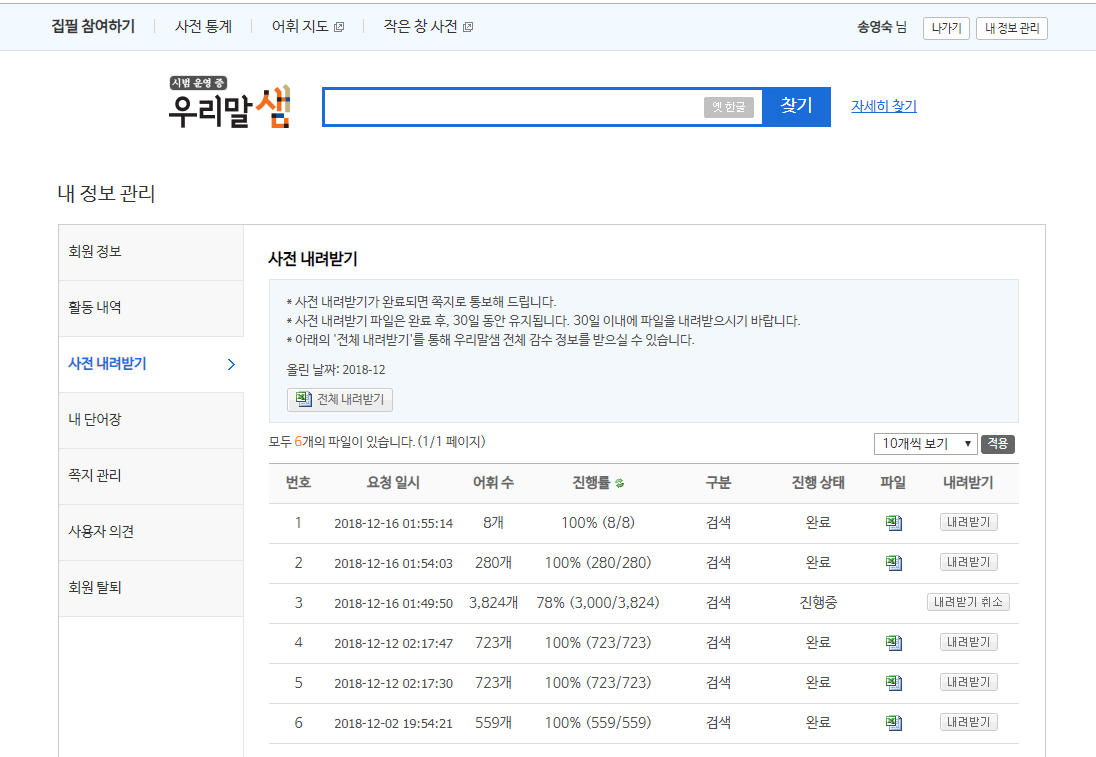 집필 참여하기 사전 통계 어휘 지도 작은 창 사전 송영숙 님 나가기 내 정보 관리
시범 운영 중
우리말샘 옛 한글 찾기 자세히 찾기
내 정보 관리
회원 정보
활동 내역
사전 내려받기
내 단어장
쪽지 관리
사용자 의견
회원 탈퇴
사전 내려받기
* 사전 내려받기가 완료되면 쪽지로 통보해 드립니다.
* 사전 내려받기 파일은 완료 후, 30일 동안 유지됩니다. 30일 이내에 파일을 내려받으시기 바랍니다.
* 아래의 '전체 내려받기'를 통해 우리말샘 전체 감수 정보를 받으실 수 있습니다.
올린 날짜: 2018-12
전체 내려받기
모두 6개의 파일이 있습니다. (1/1 페이지) 10개씩 보기 적용
번호 요청 일시 어휘 수 진행률 구분 진행 상태 파일 내려받기
1 2018-12-16 01:55:14 8개 100% (8/8) 검색 완료 내려받기
2 2018-12-16 01:54:03 280개 100% (280/280) 검색 완료 내려받기
3 2018-12-16 01:49:50 3,824개 78% (3,000/3,824) 검색 진행중 내려받기 취소
4 2018-12-12 02:17:47 723개 100% (723/723) 검색 완료 내려받기
5 2018-12-12 02:17:30 723개 100% (723/723) 검색 완료 내려받기
6 2018-12-02 19:54:21 559개 100% (559/559) 검색 완료 내려받기